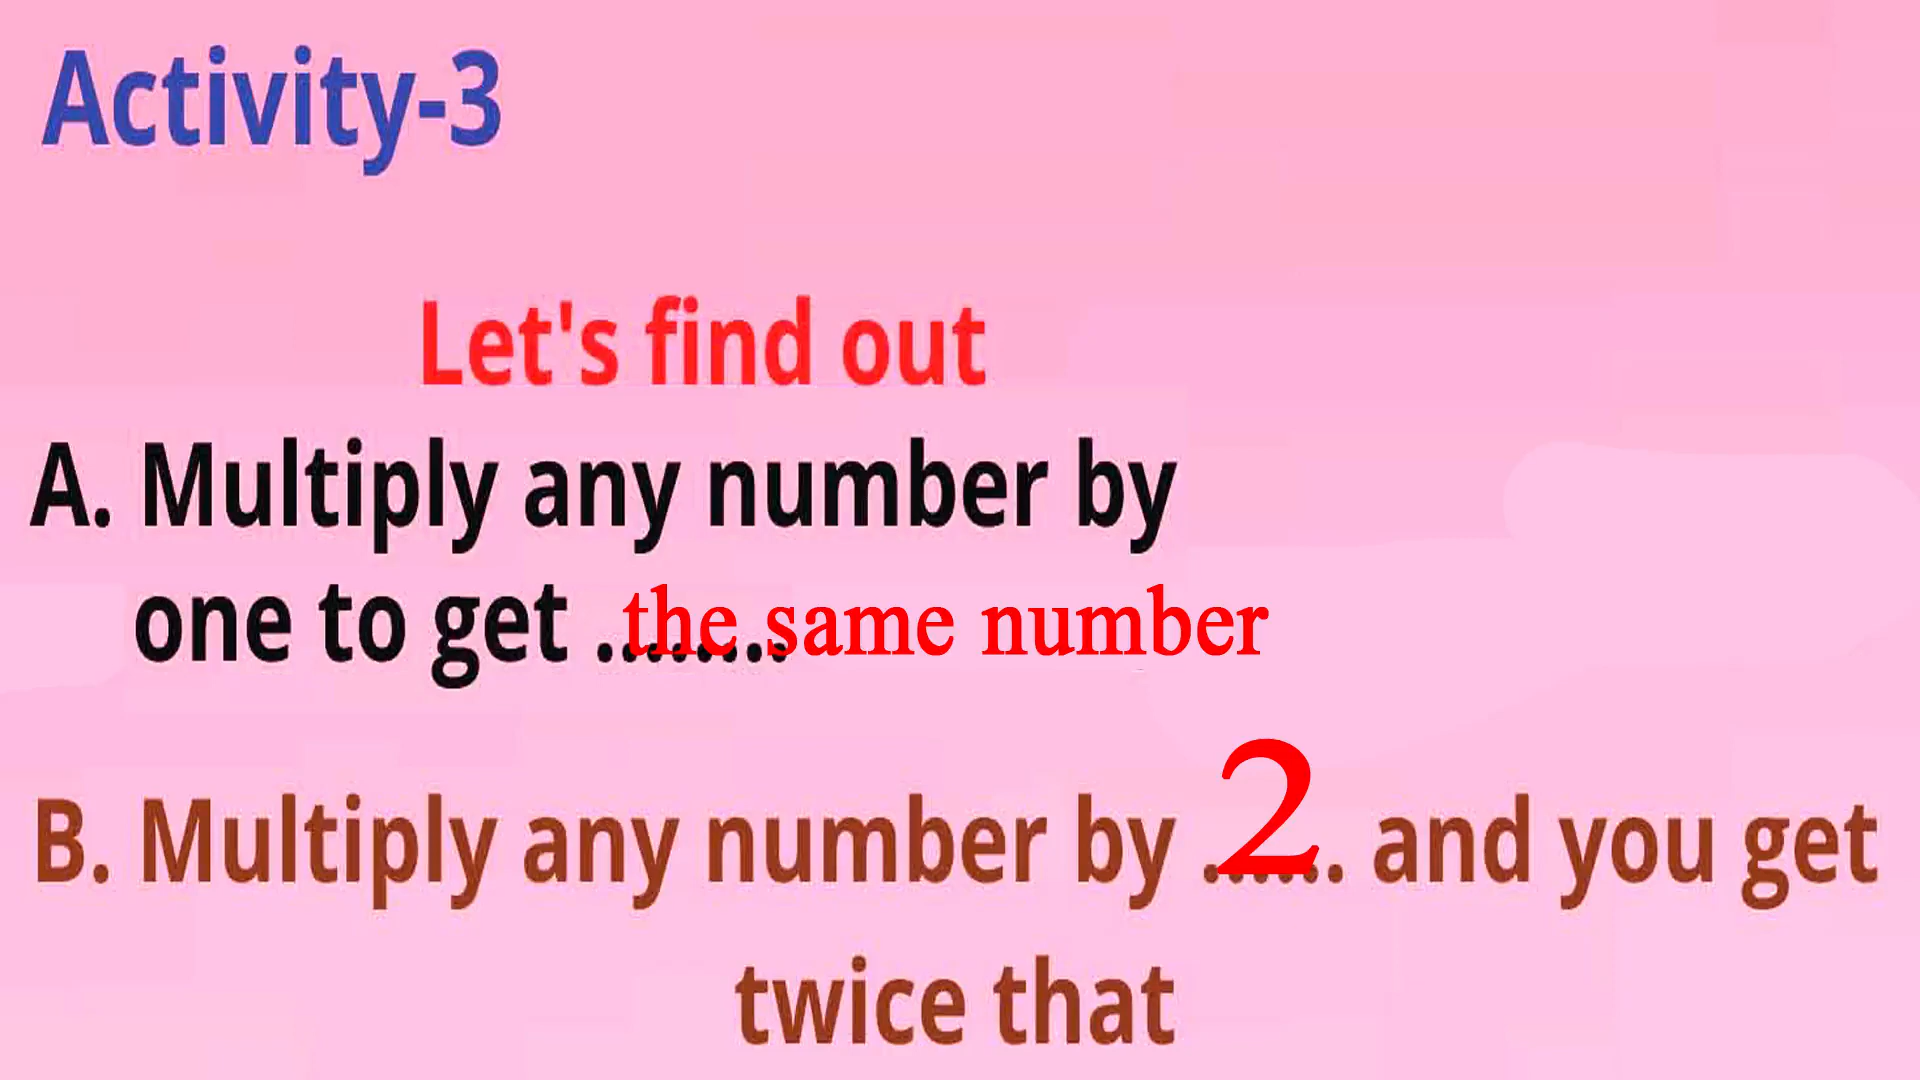 Activity-3
Let's find out
A. Multiply any number by
one to get ........ the same number
B. Multiply any number by ...2... and you get
twice that